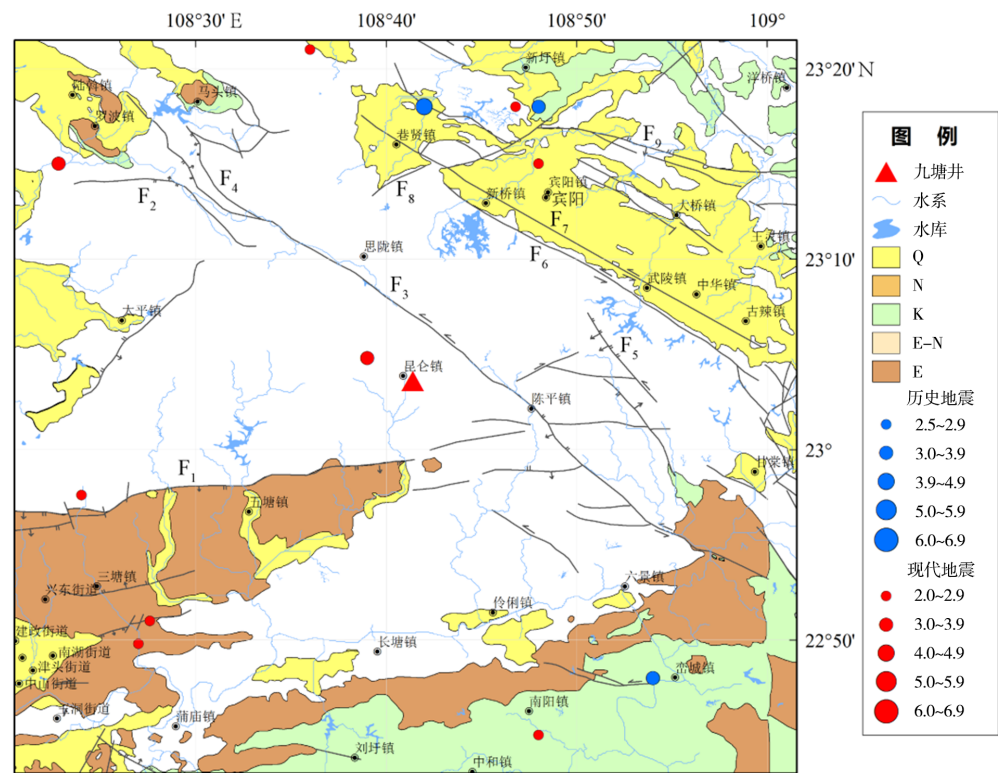 108°30' E
108°40'
108°50'
109°
23°20' N
23°10'
23°
22°50'
新圩镇
洋桥镇
马头镇
罗波镇
巷贤镇
F9
F4
F2
F8
新桥镇
宾阳镇
宾阳
F7
大桥镇
王灵镇
思陇镇
F6
F3
武陵镇
中华镇
古辣镇
太平镇
F5
昆仑镇
陈平镇
F1
甘棠镇
五塘镇
三塘镇
兴东街道
六景镇
伶俐镇
建政街道
长塘镇
南湖街道
津头街道
中山街道
峦城镇
南阳镇
蒲庙镇
刘圩镇
中和镇
图 例
九塘井
水系
水库
Q
N
K
E-N
E
历史地震
2.5~2.9
3.0~3.9
3.9~4.9
5.0~5.9
6.0~6.9
现代地震
2.0~2.9
3.0~3.9
4.0~4.9
5.0~5.9
6.0~6.9